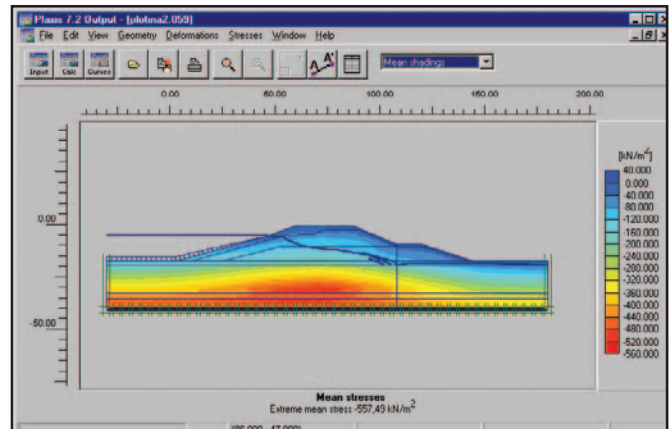 Plaxis 7.2 Output - [plotina2.059]
File Edit View Geometry Deformations Stresses Window Help
Input Calc Curves Mean shadings
0.00 50.00 100.00 150.00 200.00
[kN/m²]
40.000
0.000
-40.000
-80.000
-120.000
-160.000
-200.000
-240.000
-280.000
-320.000
-360.000
-400.000
-440.000
-480.000
-520.000
-560.000
0.00
-50.00
Mean stresses
Extreme mean stress -557,49 kN/m²